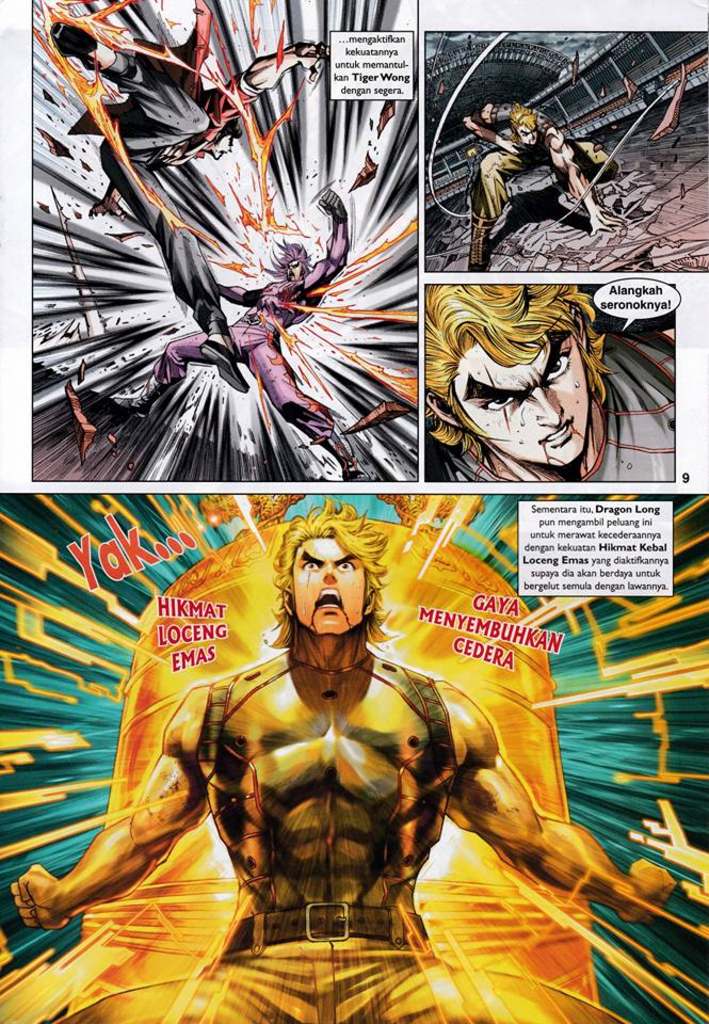 ...mengaktifkan
kekuatannya
untuk memantul-
kan Tiger Wong
dengan segera.
Alangkah
seronoknya!
9
Sementara itu, Dragon Long
pun mengambil peluang ini
untuk merawat kecederaannya
dengan kekuatan Hikmat Kebal
Loceng Emas yang diaktifkannya
supaya dia akan berdaya untuk
bergelut semula dengan lawannya.
Yak...
HIKMAT
LOCENG
EMAS
GAYA
MENYEMBUHKAN
CEDERA